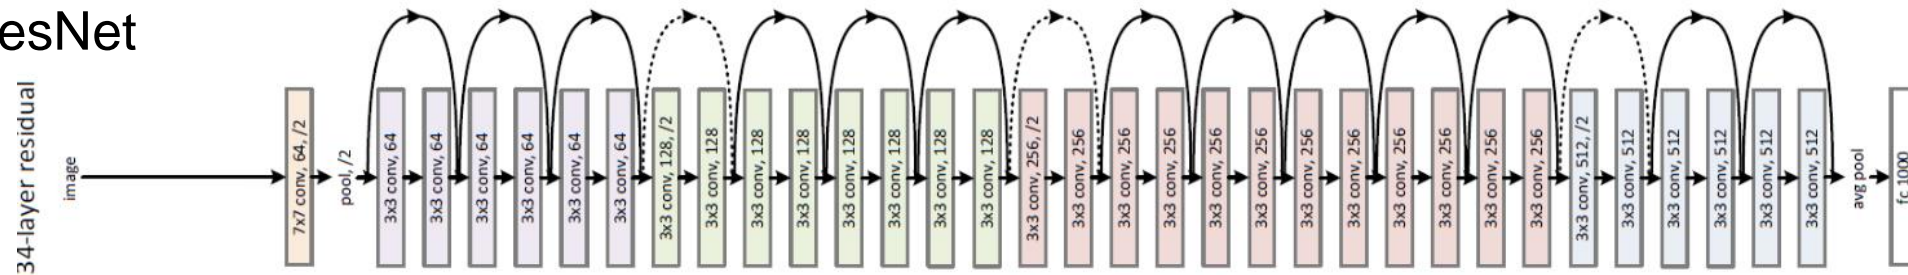 esNet
34-layer residual
image
7x7 conv, 64, /2
pool, /2
3x3 conv, 64
3x3 conv, 64
3x3 conv, 64
3x3 conv, 64
3x3 conv, 64
3x3 conv, 64
3x3 conv, 128, /2
3x3 conv, 128
3x3 conv, 128
3x3 conv, 128
3x3 conv, 128
3x3 conv, 128
3x3 conv, 128
3x3 conv, 128
3x3 conv, 256, /2
3x3 conv, 256
3x3 conv, 256
3x3 conv, 256
3x3 conv, 256
3x3 conv, 256
3x3 conv, 256
3x3 conv, 256
3x3 conv, 256
3x3 conv, 256
3x3 conv, 256
3x3 conv, 256
3x3 conv, 512, /2
3x3 conv, 512
3x3 conv, 512
3x3 conv, 512
3x3 conv, 512
3x3 conv, 512
avg pool
fc 1000